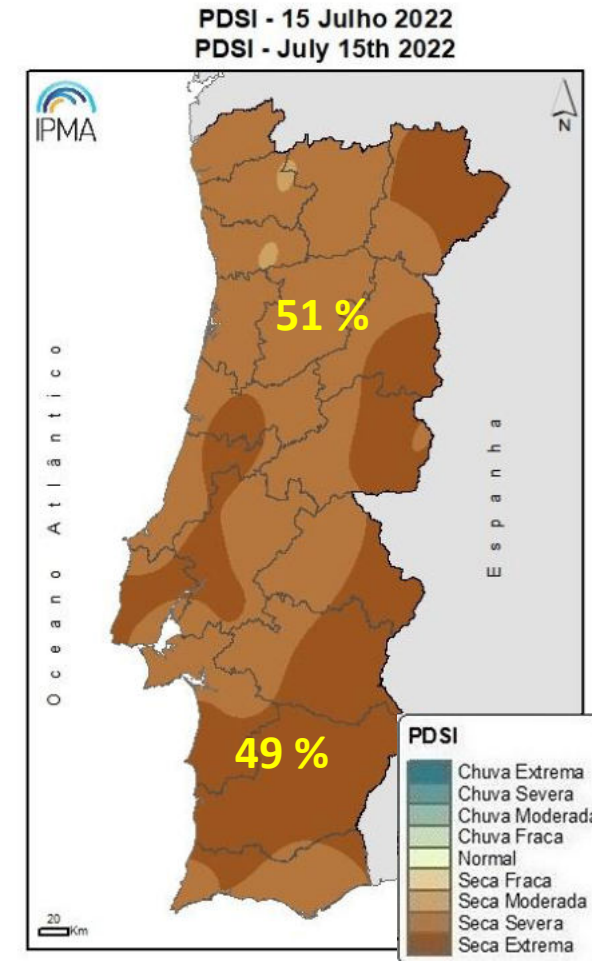 PDSI - 15 Julho 2022
PDSI - July 15th 2022
IPMA
N
51 %
Oceano Atlântico
Espanha
49 %
PDSI
Chuva Extrema
Chuva Severa
Chuva Moderada
Chuva Fraca
Normal
Seca Fraca
Seca Moderada
Seca Severa
Seca Extrema
20
Km